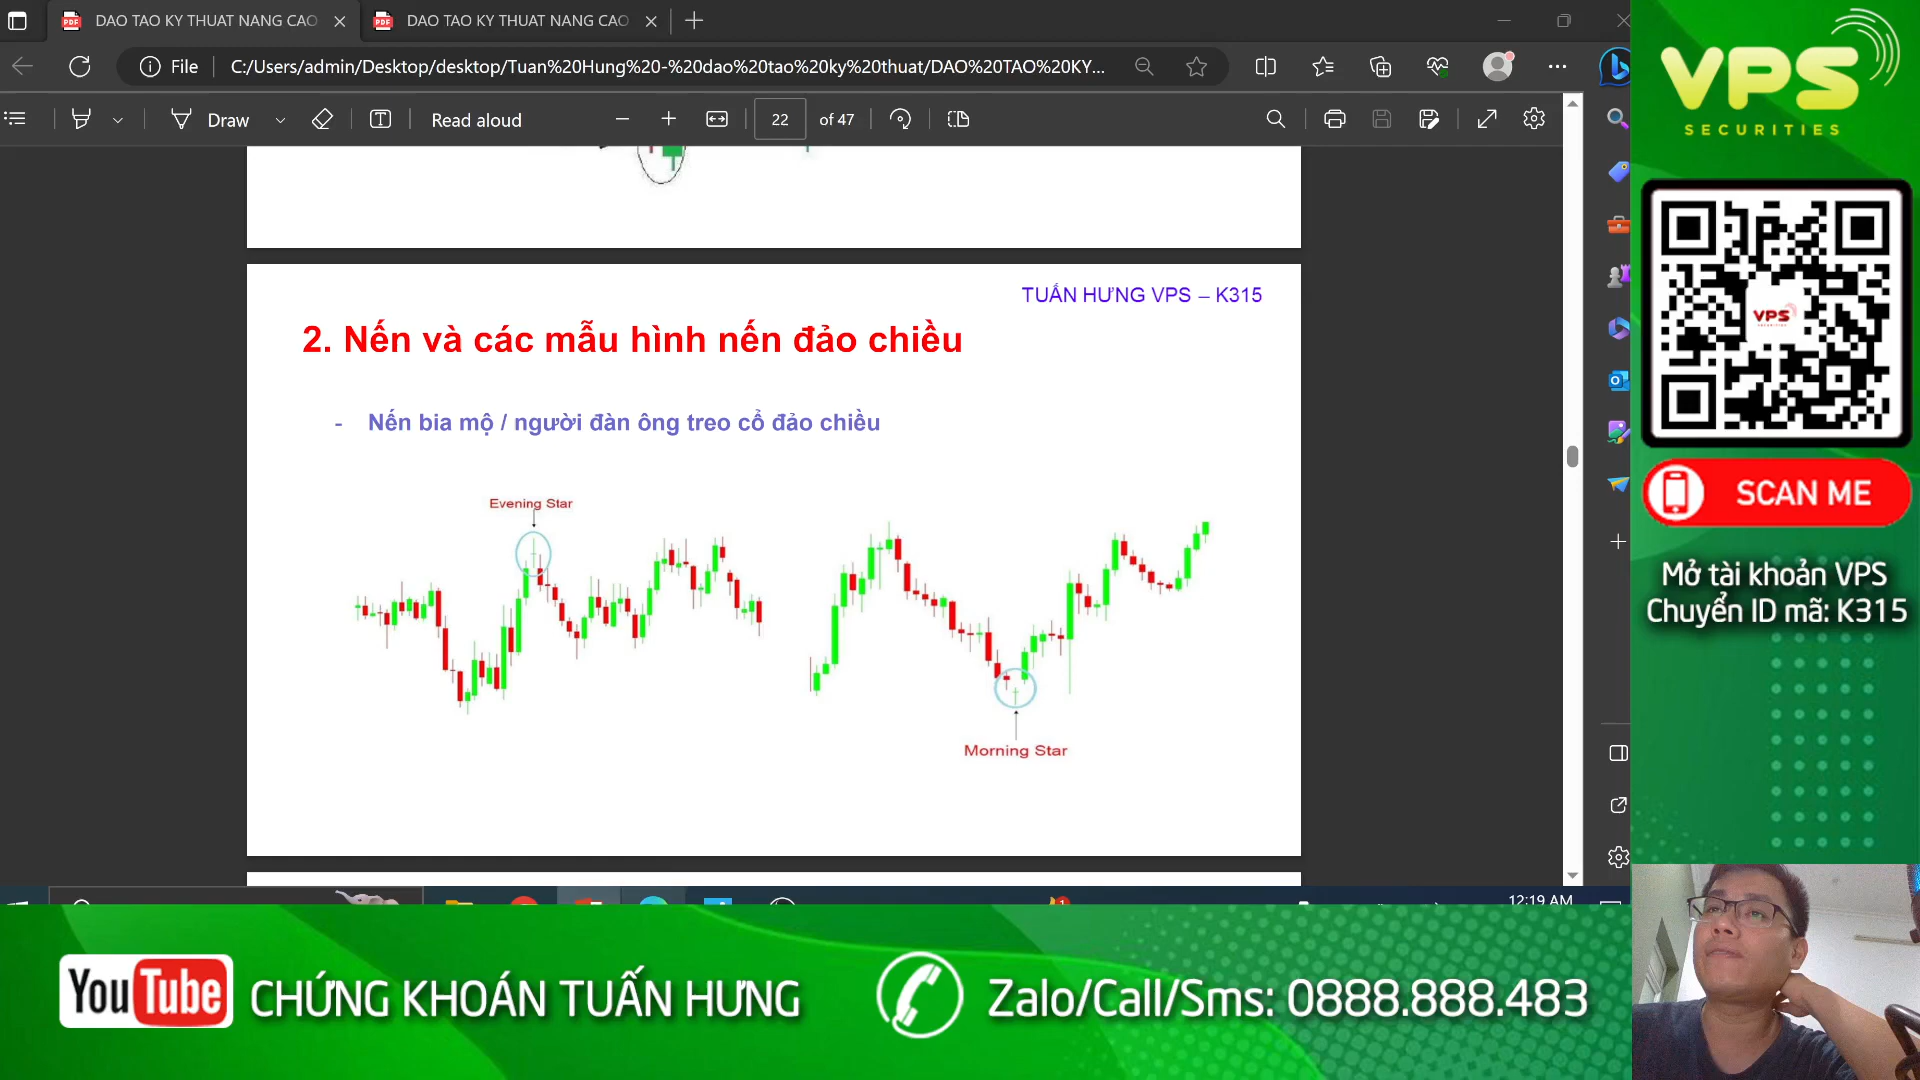 DAO TAO KY THUAT NANG CAO
DAO TAO KY THUAT NANG CAO
File
C:/Users/admin/Desktop/desktop/Tuan%20Hung%20-%20dao%20tao%20ky%20thuat/DAO%20TAO%20KY...
Draw
Read aloud
22
of 47
TUẤN HƯNG VPS – K315
2. Nến và các mẫu hình nến đảo chiều
- Nến bia mộ / người đàn ông treo cổ đảo chiều
Evening Star
Morning Star
12:19 AM
VPS
SECURITIES
VPS
SCAN ME
Mở tài khoản VPS
Chuyển ID mã: K315
YouTube
CHỨNG KHOÁN TUẤN HƯNG
Zalo/Call/Sms: 0888.888.483